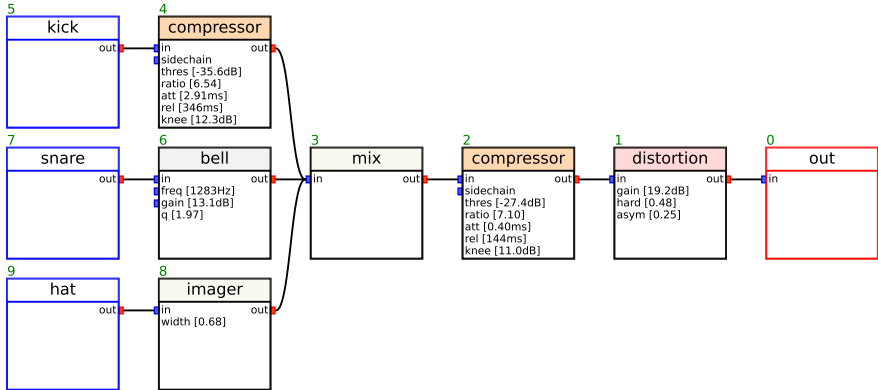 5
kick
out
4
compressor
in
out
sidechain
thres [-35.6dB]
ratio [6.54]
att [2.91ms]
rel [346ms]
knee [12.3dB]
7
snare
out
6
bell
in
out
freq [1283Hz]
gain [13.1dB]
q [1.97]
3
mix
in
out
2
compressor
in
out
sidechain
thres [-27.4dB]
ratio [7.10]
att [0.40ms]
rel [144ms]
knee [11.0dB]
1
distortion
in
out
gain [19.2dB]
hard [0.48]
asym [0.25]
0
out
in
9
hat
out
8
imager
in
out
width [0.68]